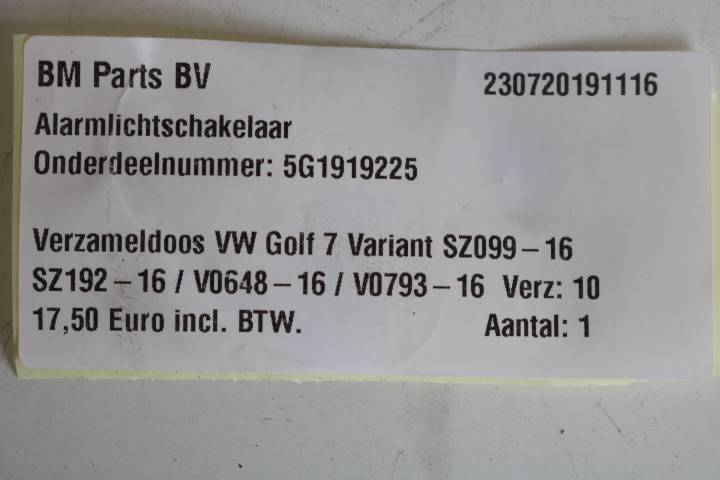 BM Parts BV 230720191116
Alarmlichtschakelaar
Onderdeelnummer: 5G1919225
Verzameldoos VW Golf 7 Variant SZ099-16
SZ192-16 / V0648-16 / V0793-16 Verz: 10
17,50 Euro incl. BTW. Aantal: 1